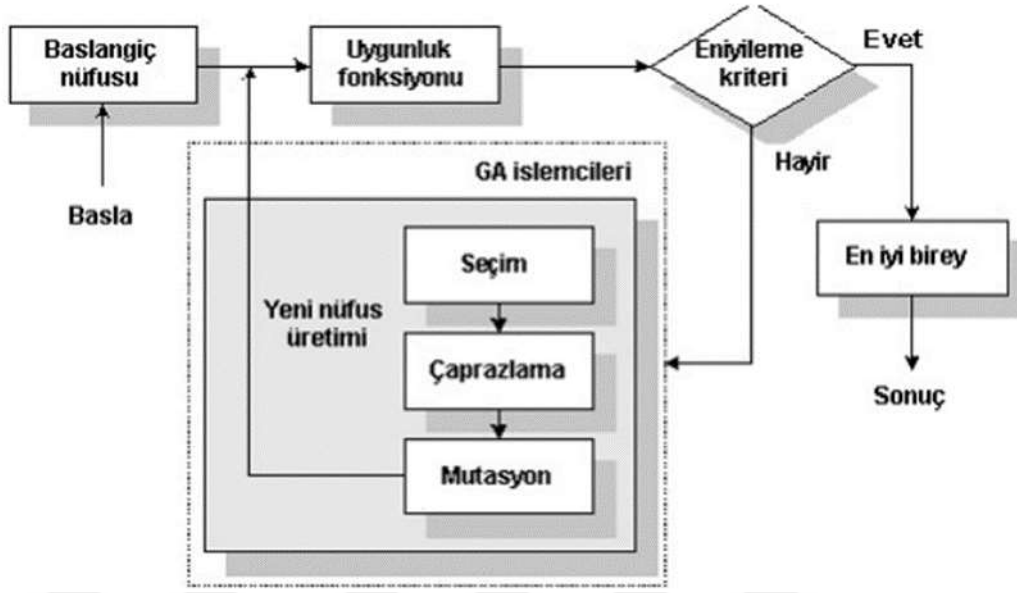 Baslangiç
nüfusu
Uygunluk
fonksiyonu
Eniyileme
kriteri
Evet
Hayir
Basla
GA islemcileri
Seçim
Yeni nüfus
üretimi
Çaprazlama
Mutasyon
En iyi birey
Sonuç